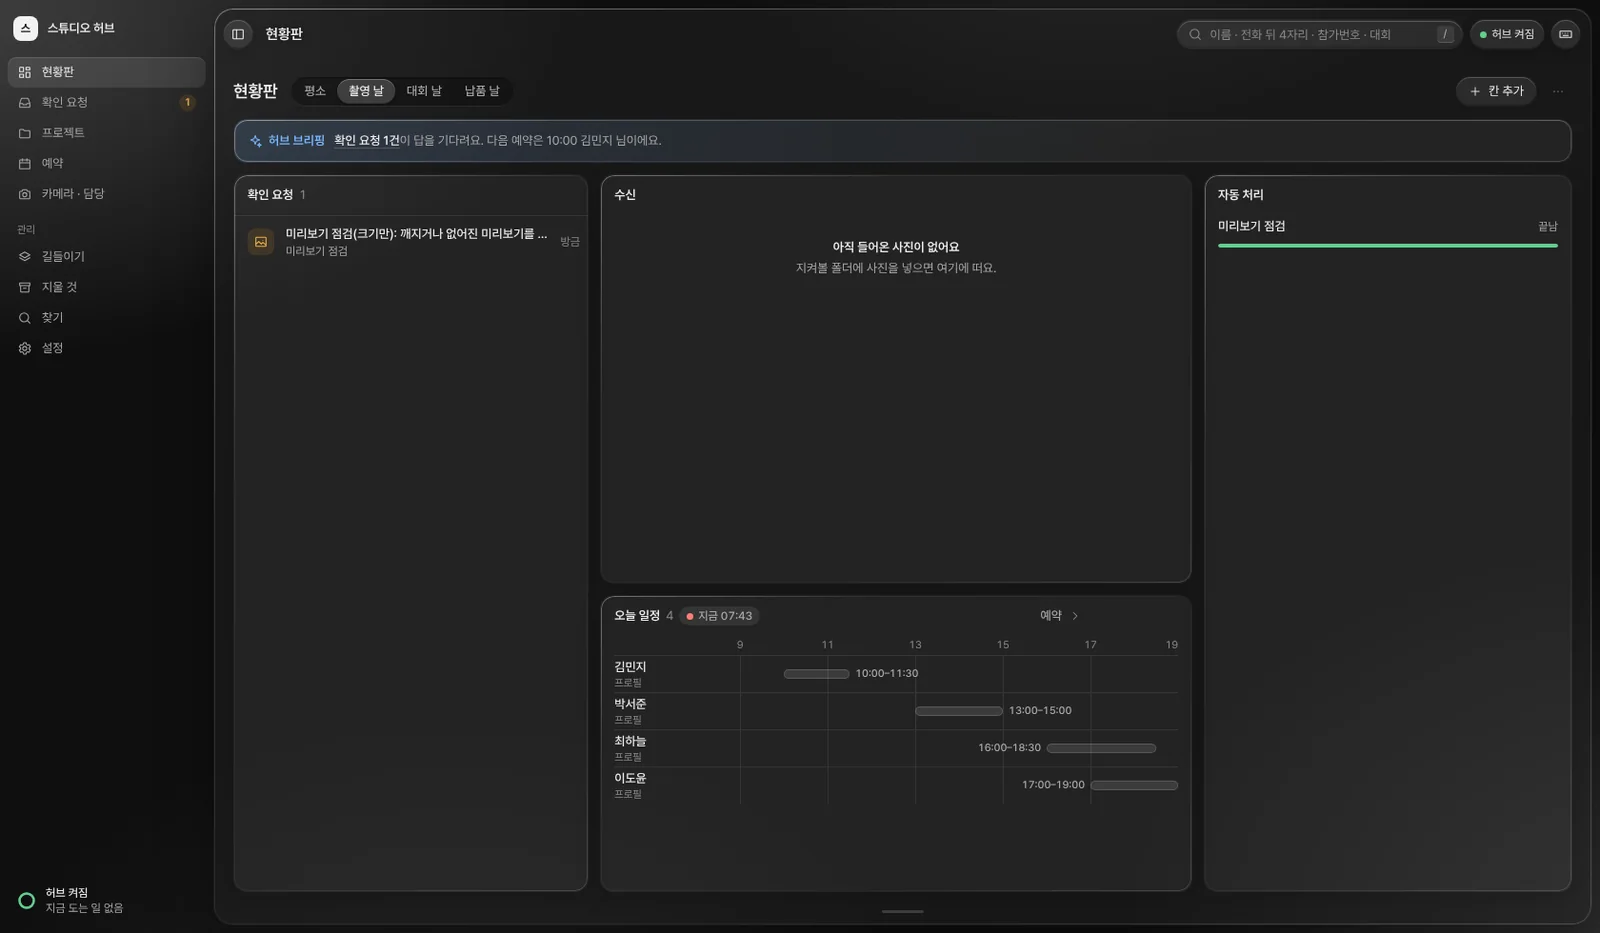 스
스튜디오 허브
현황판
확인 요청
1
프로젝트
예약
카메라 · 담당
관리
길들이기
지울 것
찾기
설정
허브 켜짐
지금 도는 일 없음
현황판
이름 · 전화 뒤 4자리 · 참가번호 · 대회
/
허브 켜짐
현황판
평소
촬영 날
대회 날
납품 날
칸 추가
허브 브리핑 확인 요청 1건이 답을 기다려요. 다음 예약은 10:00 김민지 님이에요.
확인 요청 1
미리보기 점검(크기만): 깨지거나 없어진 미리보기를 ...
방금
미리보기 점검
수신
아직 들어온 사진이 없어요
지켜볼 폴더에 사진을 넣으면 여기에 떠요.
오늘 일정 4 지금 07:43
예약
9 11 13 15 17 19
김민지
프로필
10:00–11:30
박서준
프로필
13:00–15:00
최하늘
프로필
16:00–18:30
이도윤
프로필
17:00–19:00
자동 처리
미리보기 점검
끝남